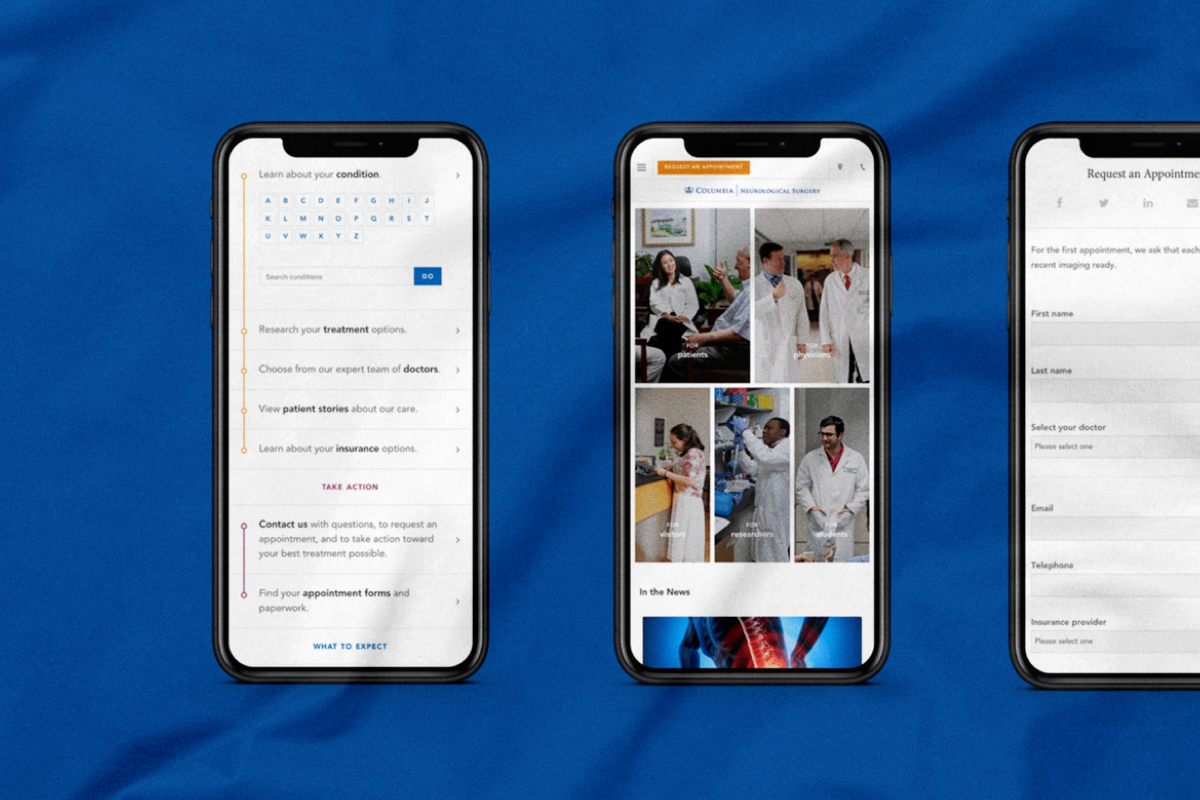 Learn about your condition.
A B C D E F G H I J
K L M N O P Q R S T
U V W X Y Z
Search conditions
GO
Research your treatment options.
Choose from our expert team of doctors.
View patient stories about our care.
Learn about your insurance options.
TAKE ACTION
Contact us with questions, to request an
appointment, and to take action toward
your best treatment possible.
Find your appointment forms and
paperwork.
WHAT TO EXPECT
REQUEST AN APPOINTMENT
COLUMBIA | NEUROLOGICAL SURGERY
FOR
patients
FOR
physicians
FOR
visitors
FOR
researchers
FOR
students
In the News
Request an Appointme
For the first appointment, we ask that each
recent imaging ready.
First name
Last name
Select your doctor
Please select one
Email
Telephone
Insurance provider
Please select one